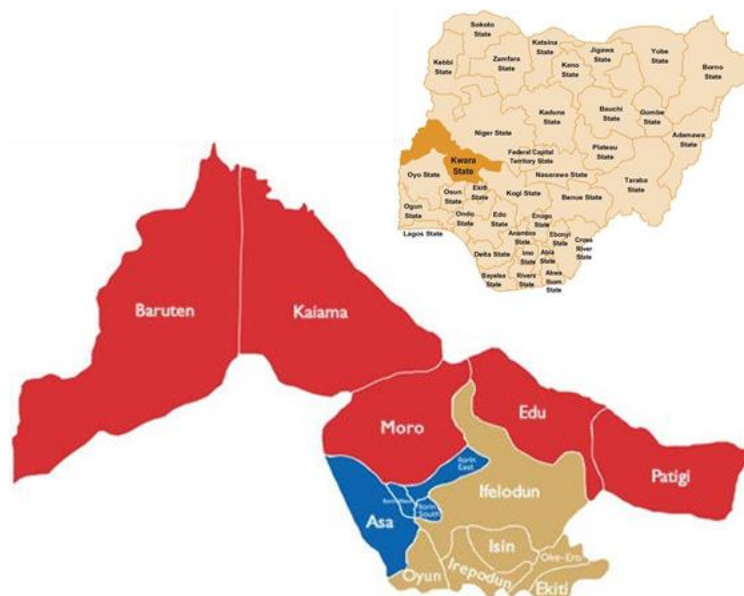 Sokoto
State
Katsina
State
Jigawa
State
Yobe
State
Borno
State
Kebbi
State
Zamfara
State
Kano
State
Kaduna
State
Bauchi
State
Gombe
State
Adamawa
State
Niger State
Federal Capital
Territory State
Plateau
State
Kwara
State
Nasarawa State
Taraba
State
Oyo State
Osun
State
Ekiti
State
Kogi State
Benue State
Ogun
State
Ondo
State
Edo
State
Enugu
State
Lagos State
Anambra
State
Ebonyi
State
Cross
River
State
Delta State
Imo
State
Abia
State
Bayelsa
State
Rivers
State
Akwa
Ibom
State
Baruten
Kaiama
Moro
Edu
Patigi
Ilorin
East
Ifelodun
Asa
Ilorin
South
Isin
Oke-Ero
Oyun
Irepodun
Ekiti